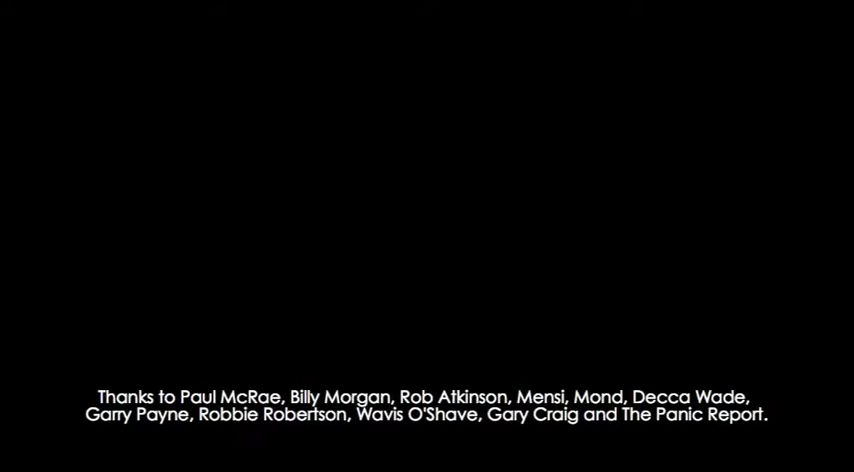 Thanks to Paul McRae, Billy Morgan, Rob Atkinson, Mensi, Mond, Decca Wade,
Garry Payne, Robbie Robertson, Wavis O'Shave, Gary Craig and The Panic Report.